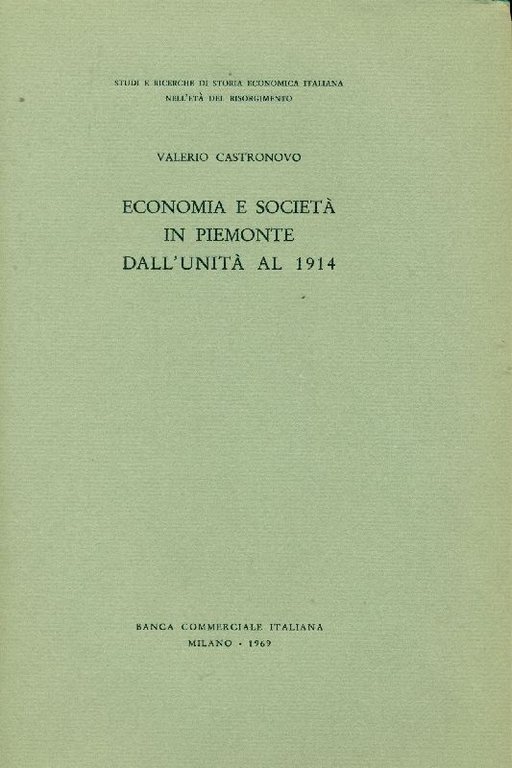 STUDI E RICERCHE DI STORIA ECONOMICA ITALIANA
NELL'ETÀ DEL RISORGIMENTO
VALERIO CASTRONOVO
ECONOMIA E SOCIETÀ
IN PIEMONTE
DALL'UNITÀ AL 1914
BANCA COMMERCIALE ITALIANA
MILANO · 1969